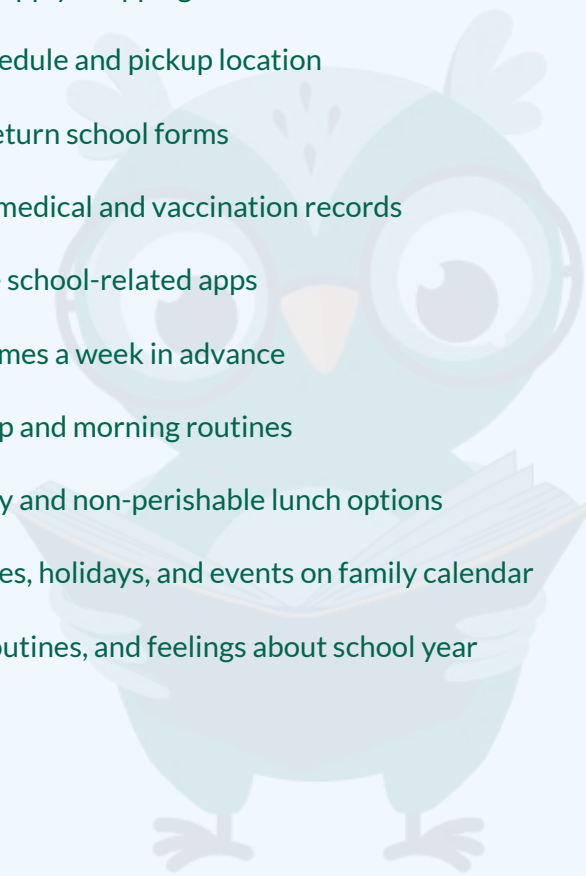 edule and pickup location
eturn school forms
medical and vaccination records
school-related apps
mes a week in advance
p and morning routines
y and non-perishable lunch options
es, holidays, and events on family calendar
outines, and feelings about school year